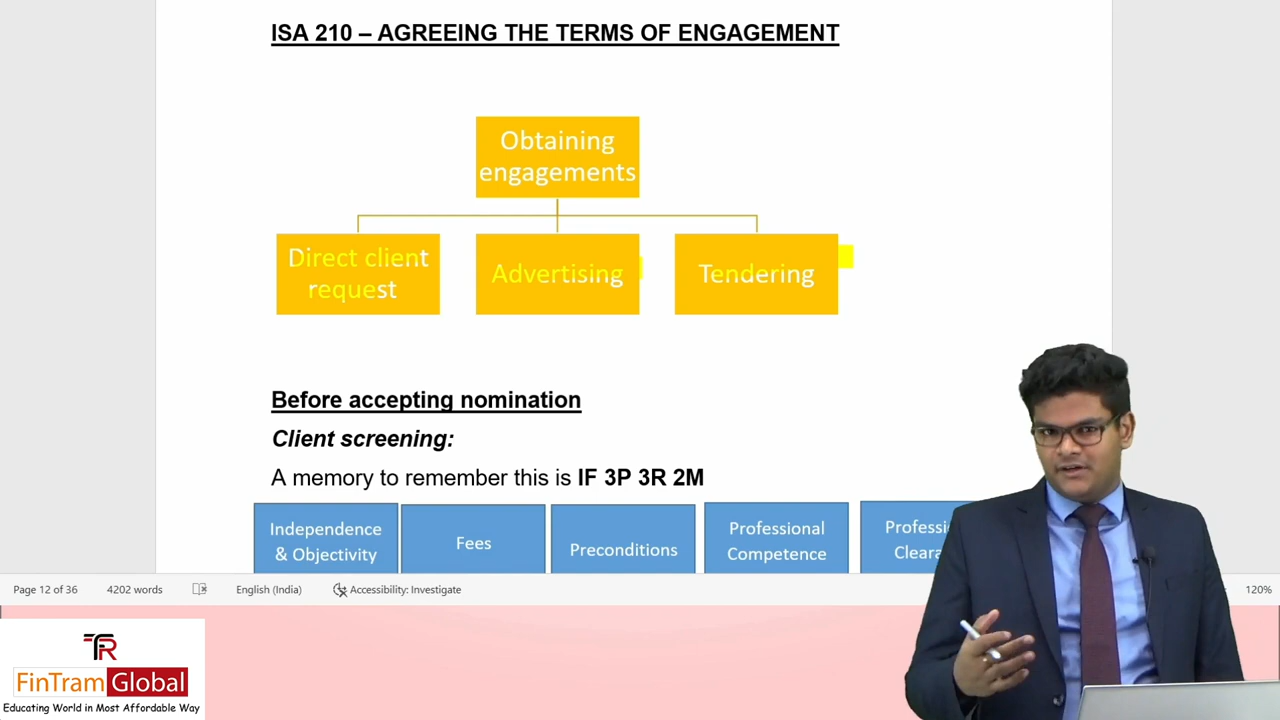 ISA 210 – AGREEING THE TERMS OF ENGAGEMENT
Obtaining
engagements
Direct client
request
Advertising
Tendering
Before accepting nomination
Client screening:
A memory to remember this is IF 3P 3R 2M
Independence
& Objectivity
Fees
Preconditions
Professional
Competence
Page 12 of 36
4202 words
English (India)
Accessibility: Investigate
120%
FinTram Global
Educating World in Most Affordable Way